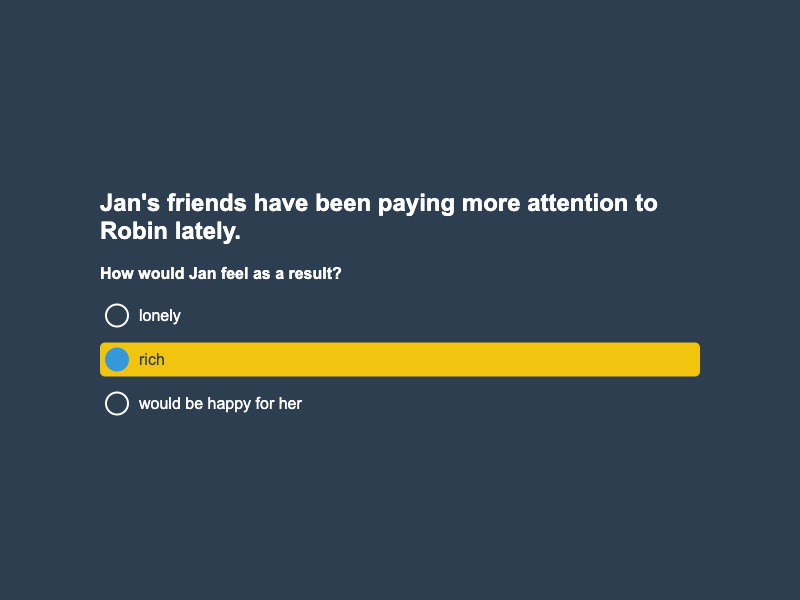 Jan's friends have been paying more attention to
Robin lately.
How would Jan feel as a result?
lonely
rich
would be happy for her